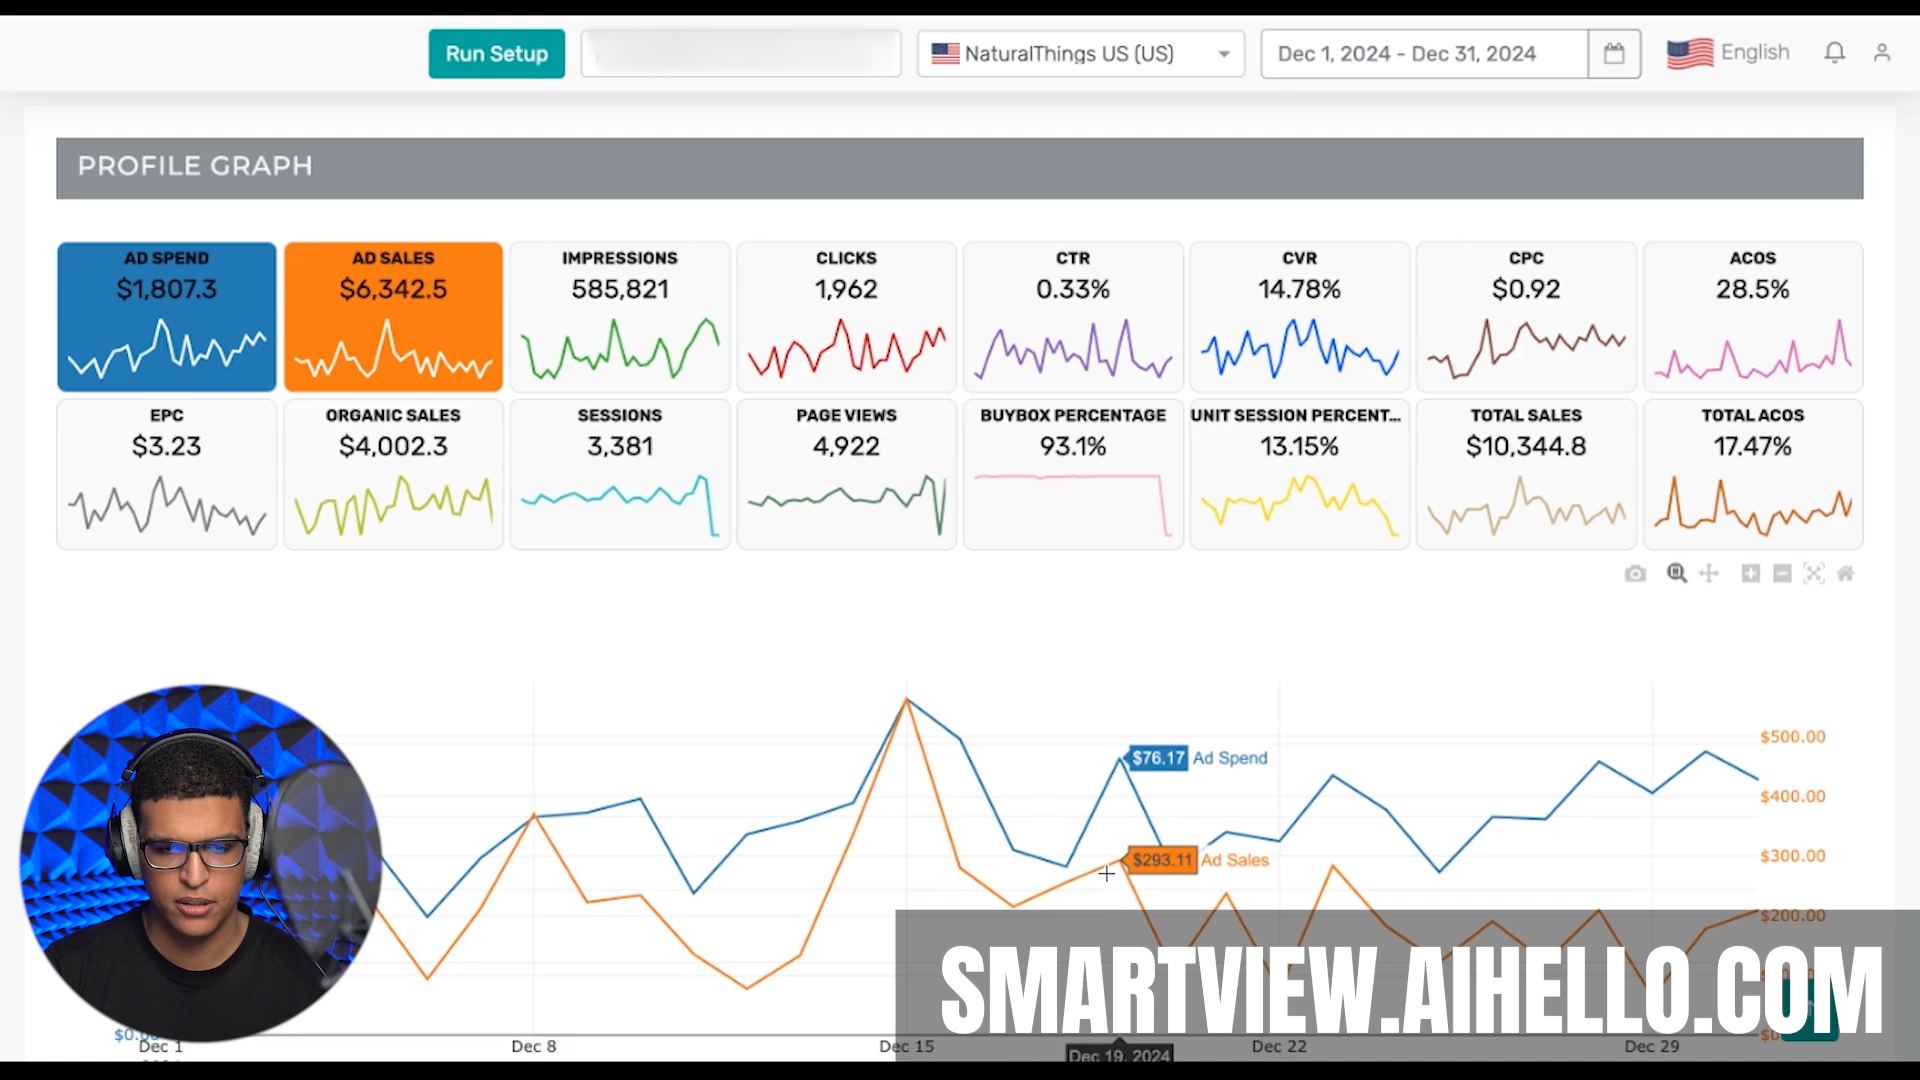 Run Setup
NaturalThings US (US)
Dec 1, 2024 - Dec 31, 2024
English
PROFILE GRAPH
AD SPEND
$1,807.3
AD SALES
$6,342.5
IMPRESSIONS
585,821
CLICKS
1,962
CTR
0.33%
CVR
14.78%
CPC
$0.92
ACOS
28.5%
EPC
$3.23
ORGANIC SALES
$4,002.3
SESSIONS
3,381
PAGE VIEWS
4,922
BUYBOX PERCENTAGE
93.1%
UNIT SESSION PERCENT...
13.15%
TOTAL SALES
$10,344.8
TOTAL ACOS
17.47%
$500.00
$76.17 Ad Spend
$400.00
$293.11 Ad Sales
$300.00
$200.00
SMARTVIEW.AIHELLO.COM
Dec 1
Dec 8
Dec 15
Dec 19, 2024
Dec 22
Dec 29